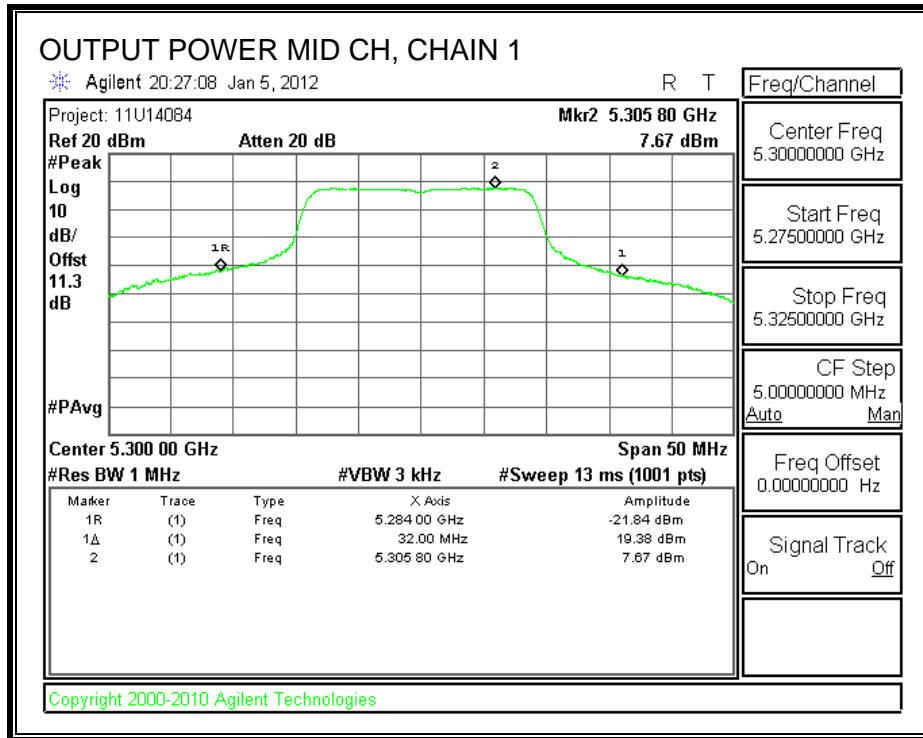 OUTPUT POWER MID CH, CHAIN 1
Agilent 20:27:08 Jan 5, 2012 R T
Project: 11U14084 Mkr2 5.305 80 GHz
Ref 20 dBm Atten 20 dB 7.67 dBm
#Peak
Log
10
dB/
Offst
11.3
dB
#PAvg
2
1R
1
Center 5.300 00 GHz Span 50 MHz
#Res BW 1 MHz #VBW 3 kHz #Sweep 13 ms (1001 pts)
Marker Trace Type X Axis Amplitude
1R (1) Freq 5.284 00 GHz -21.84 dBm
1Δ (1) Freq 32.00 MHz 19.38 dBm
2 (1) Freq 5.305 80 GHz 7.67 dBm
Copyright 2000-2010 Agilent Technologies
Freq/Channel
Center Freq
5.30000000 GHz
Start Freq
5.27500000 GHz
Stop Freq
5.32500000 GHz
CF Step
5.00000000 MHz
Auto Man
Freq Offset
0.00000000 Hz
Signal Track
On Off